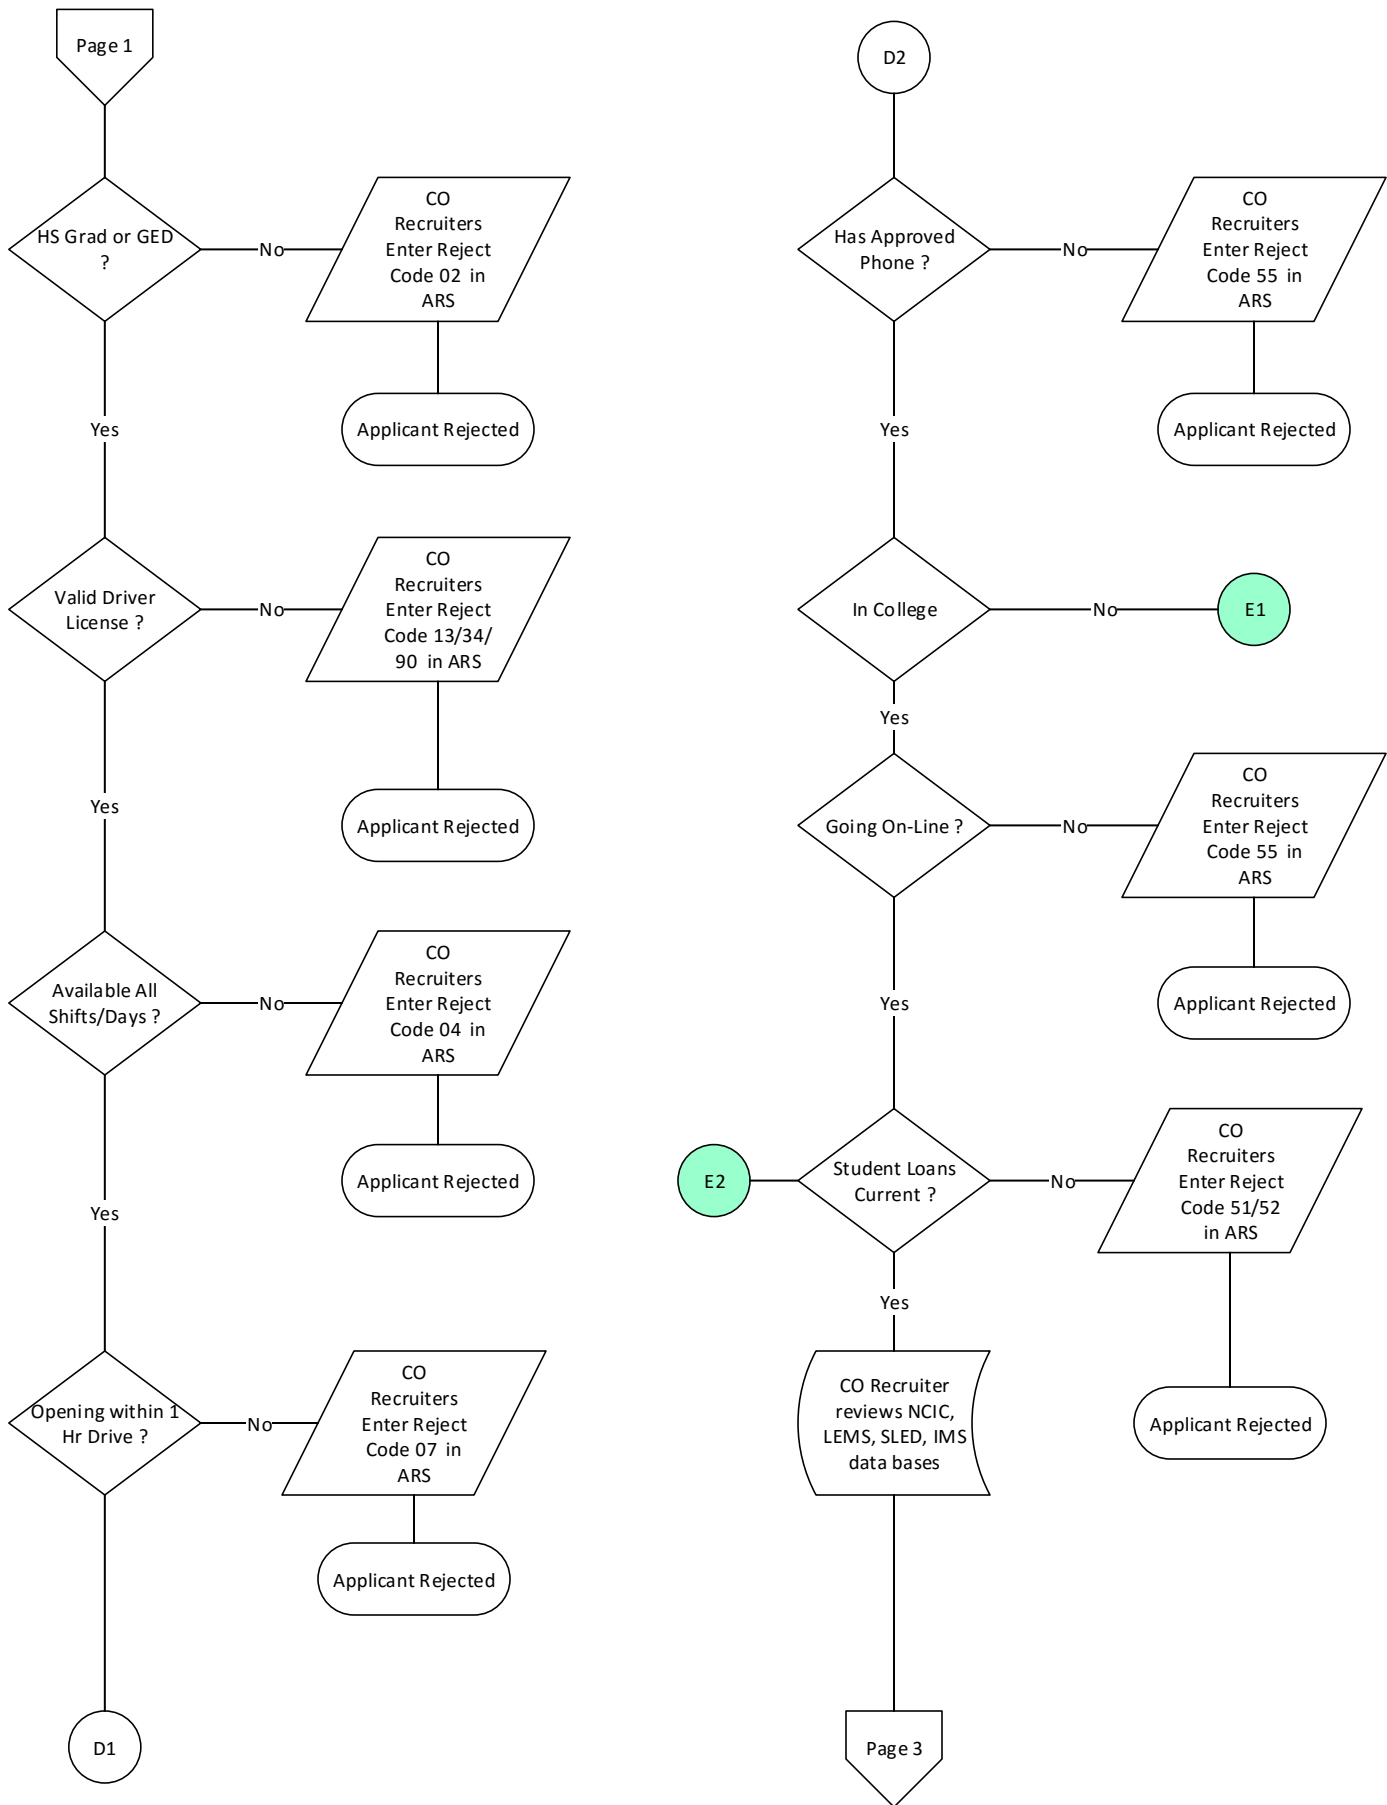 Page 1
HS Grad or GED
?
No
CO
Recruiters
Enter Reject
Code 02 in
ARS
Applicant Rejected
Yes
Valid Driver
License ?
No
CO
Recruiters
Enter Reject
Code 13/34/
90 in ARS
Applicant Rejected
Yes
Available All
Shifts/Days ?
No
CO
Recruiters
Enter Reject
Code 04 in
ARS
Applicant Rejected
Yes
Opening within 1
Hr Drive ?
No
CO
Recruiters
Enter Reject
Code 07 in
ARS
Applicant Rejected
D1
D2
Has Approved
Phone ?
No
CO
Recruiters
Enter Reject
Code 55 in
ARS
Applicant Rejected
Yes
In College
No
E1
Yes
Going On-Line ?
No
CO
Recruiters
Enter Reject
Code 55 in
ARS
Applicant Rejected
Yes
E2
Student Loans
Current ?
No
CO
Recruiters
Enter Reject
Code 51/52
in ARS
Applicant Rejected
Yes
CO Recruiter
reviews NCIC,
LEMS, SLED, IMS
data bases
Page 3